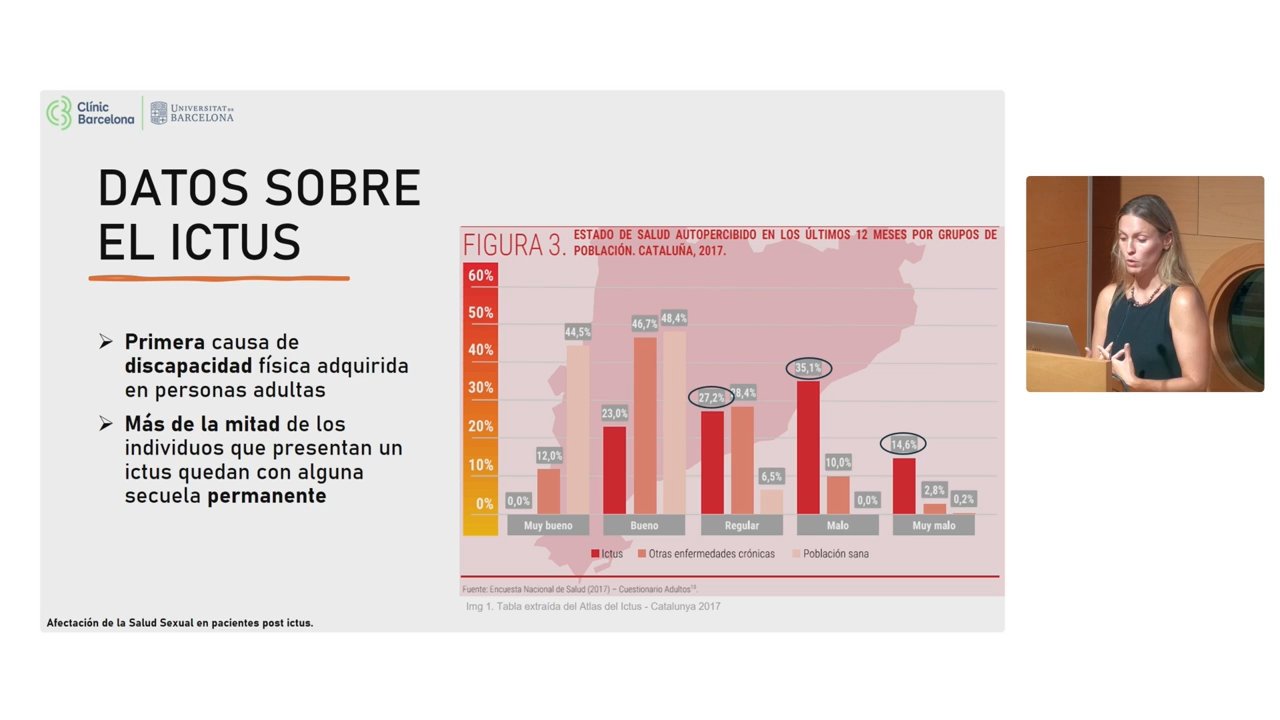 Clínic
Barcelona
UNIVERSITAT DE
BARCELONA
DATOS SOBRE
EL ICTUS
Primera causa de
discapacidad física adquirida
en personas adultas
Más de la mitad de los
individuos que presentan un
ictus quedan con alguna
secuela permanente
FIGURA 3.
ESTADO DE SALUD AUTOPERCIBIDO EN LOS ÚLTIMOS 12 MESES POR GRUPOS DE
POBLACIÓN. CATALUÑA, 2017.
60%
50%
40%
30%
20%
10%
0%
0,0%
12,0%
44,5%
23,0%
46,7%
48,4%
27,2%
28,4%
6,5%
35,1%
10,0%
0,0%
14,6%
2,8%
0,2%
Muy bueno
Bueno
Regular
Malo
Muy malo
Ictus
Otras enfermedades crónicas
Población sana
Fuente: Encuesta Nacional de Salud (2017) – Cuestionario Adultos
Img 1. Tabla extraída del Atlas del Ictus - Catalunya 2017
Afectación de la Salud Sexual en pacientes post ictus.